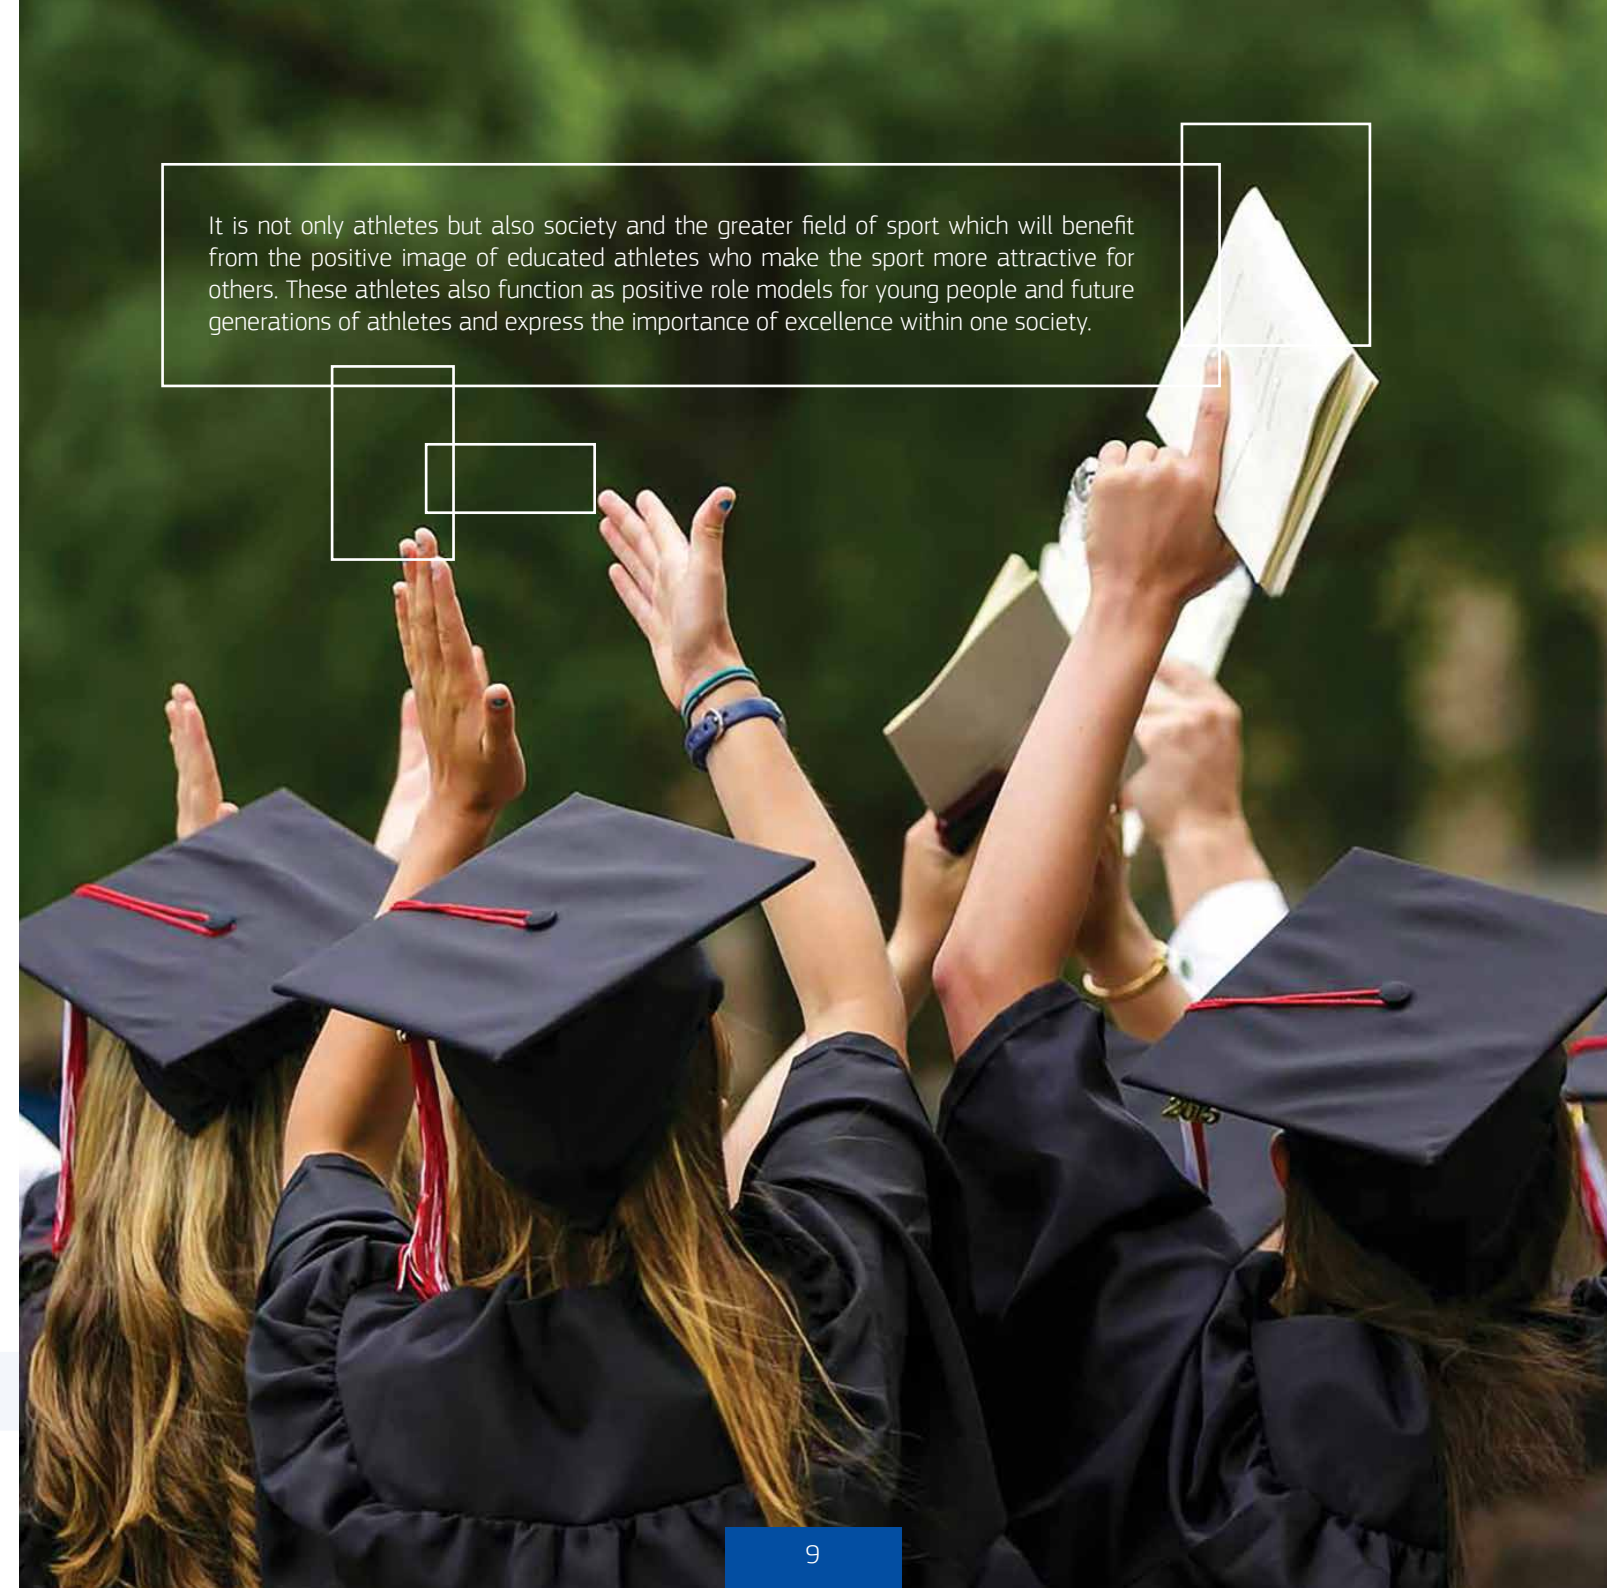 It is not only athletes but also society and the greater field of sport which will benefit
from the positive image of educated athletes who make the sport more attractive for
others. These athletes also function as positive role models for young people and future
generations of athletes and express the importance of excellence within one society.
2015
9